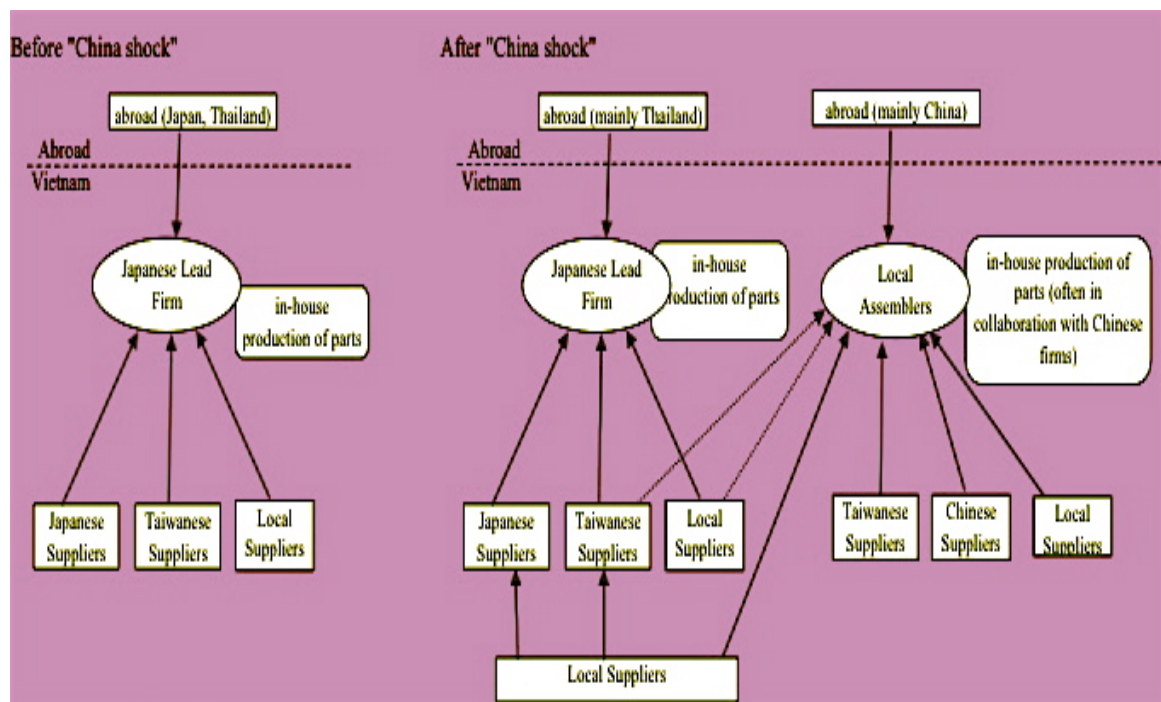 Before "China shock"
After "China shock"
abroad (Japan, Thailand)
abroad (mainly Thailand)
abroad (mainly China)
Abroad
Vietnam
Abroad
Vietnam
Japanese Lead
Firm
in-house
production of parts
Japanese Lead
Firm
in-house
roduction of parts
Local
Assemblers
in-house production of
parts (often in
collaboration with Chinese
firms)
Japanese
Suppliers
Taiwanese
Suppliers
Local
Suppliers
Japanese
Suppliers
Taiwanese
Suppliers
Local
Suppliers
Taiwanese
Suppliers
Chinese
Suppliers
Local
Suppliers
Local Suppliers